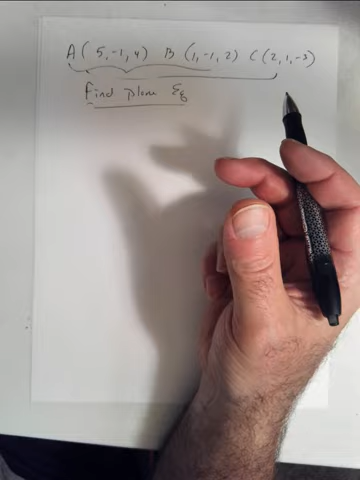 A ( 5, -1, 4) B (1, -1, 2) C (2, 1, -3)
Find plane Eq